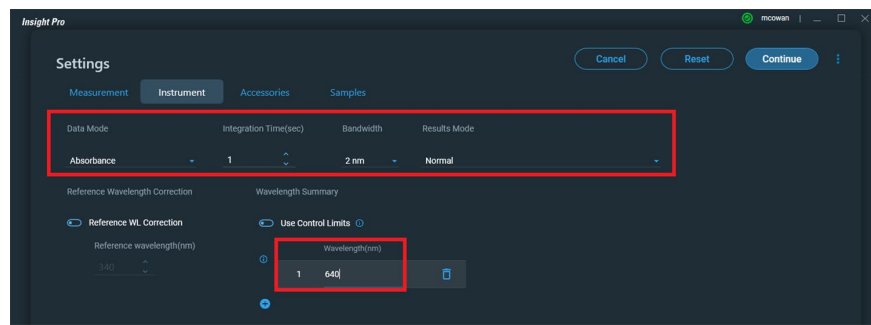 Insight Pro
mcowan
Settings
Cancel Reset Continue
Measurement Instrument Accessories Samples
Data Mode Integration Time(sec) Bandwidth Results Mode
Absorbance 1 2 nm Normal
Reference Wavelength Correction Wavelength Summary
Reference WL Correction Use Control Limits
Reference wavelength(nm) Wavelength(nm)
340
1 640